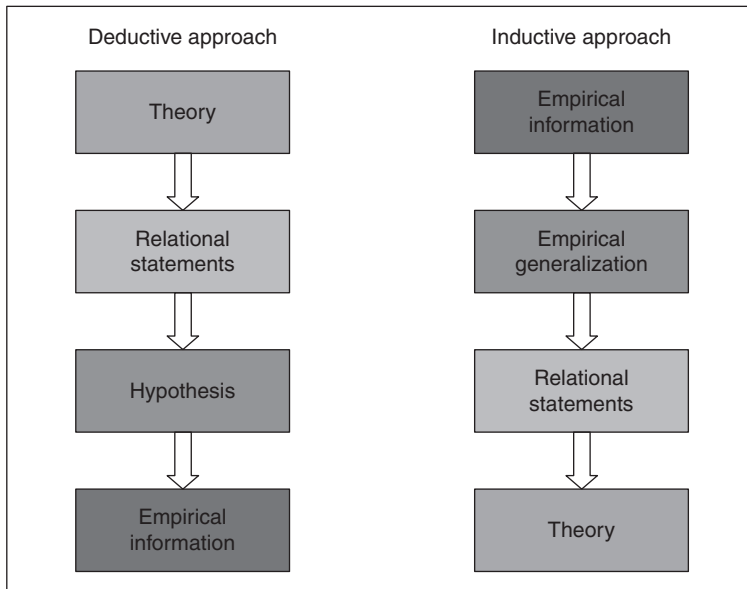 Deductive approach
Theory
Relational
statements
Hypothesis
Empirical
information
Inductive approach
Empirical
information
Empirical
generalization
Relational
statements
Theory